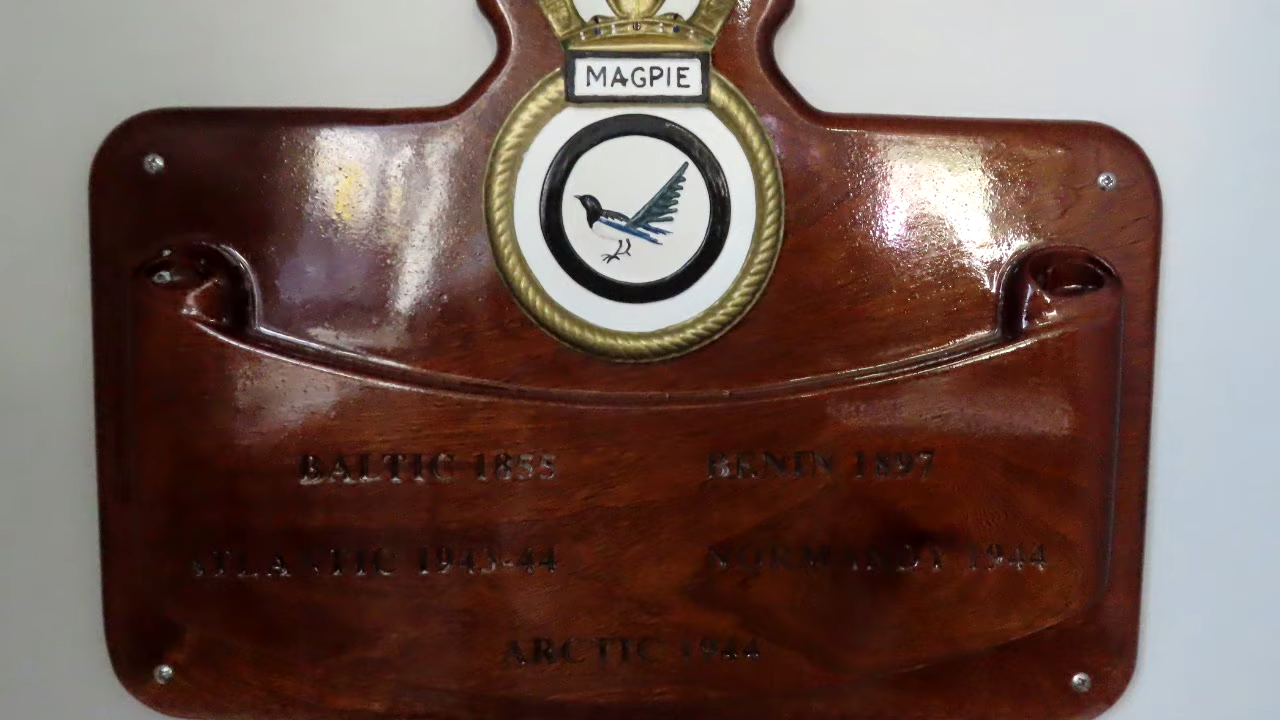 MAGPIE
BALTIC 1855 BENIN 1897
ATLANTIC 1943-44 NORMANDY 1944
ARCTIC 1944